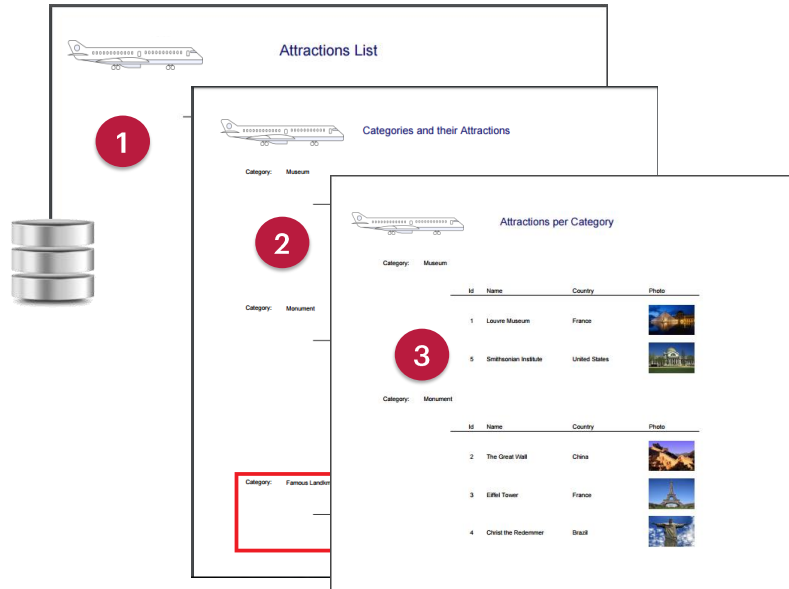 Attractions List
1
Categories and their Attractions
Category: Museum
2
Category: Monument
Category: Famous Landkm
Attractions per Category
Category: Museum
Id Name Country Photo
1 Louvre Museum France
5 Smithsonian Institute United States
3
Category: Monument
Id Name Country Photo
2 The Great Wall China
3 Eiffel Tower France
4 Christ the Redemmer Brazil